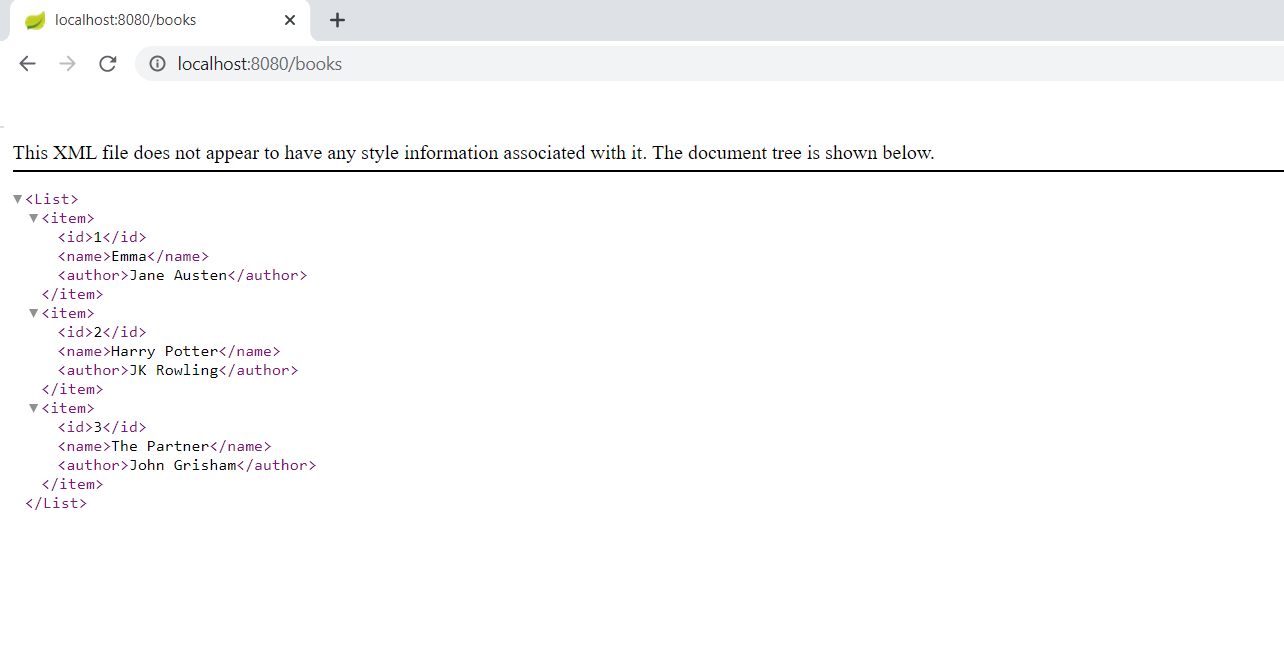 localhost:8080/books
localhost:8080/books
This XML file does not appear to have any style information associated with it. The document tree is shown below.
<List>
<item>
<id>1</id>
<name>Emma</name>
<author>Jane Austen</author>
</item>
<item>
<id>2</id>
<name>Harry Potter</name>
<author>JK Rowling</author>
</item>
<item>
<id>3</id>
<name>The Partner</name>
<author>John Grisham</author>
</item>
</List>